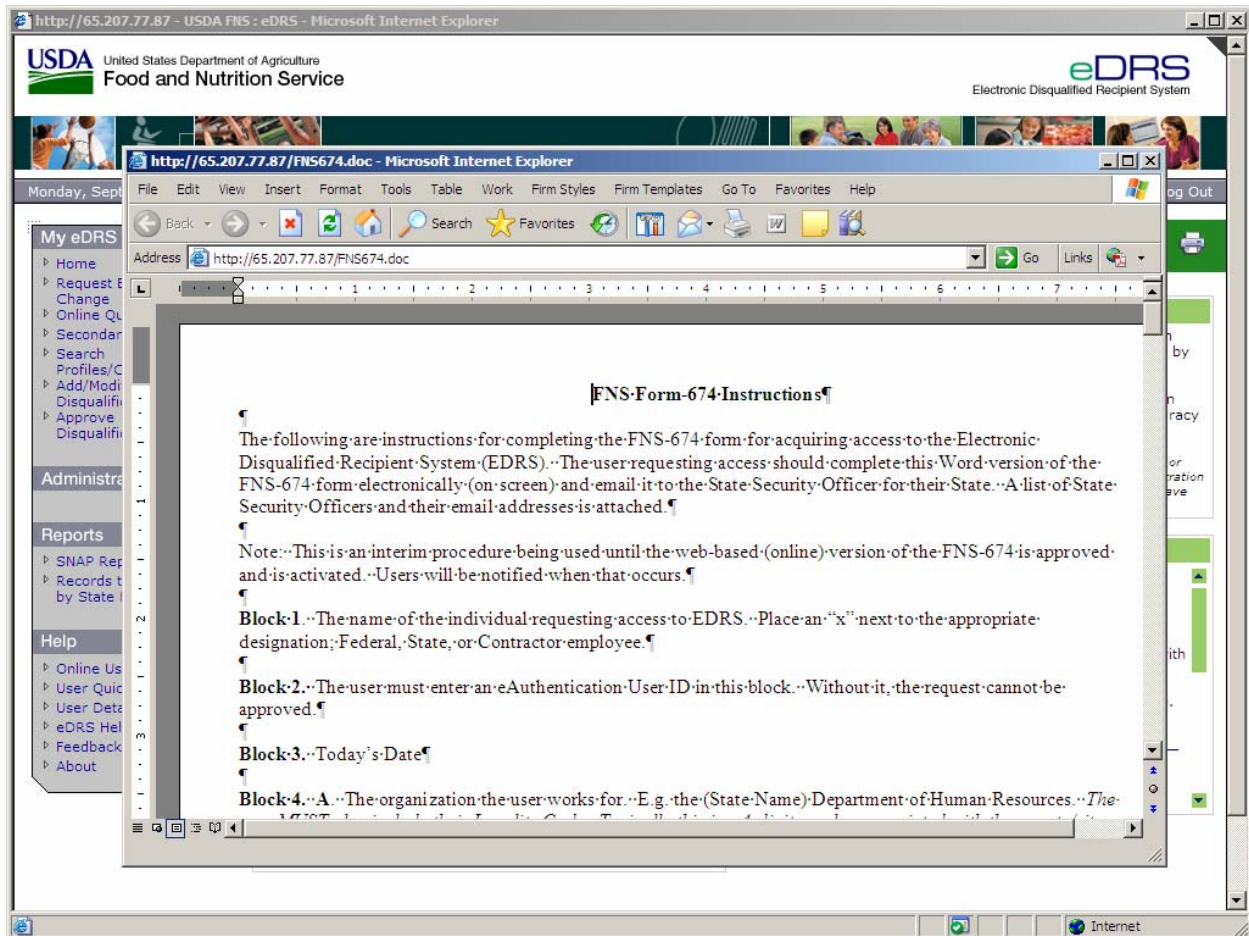 http://65.207.77.87 - USDA FNS : eDRS - Microsoft Internet Explorer
USDA United States Department of Agriculture
Food and Nutrition Service
eDRS
Electronic Disqualified Recipient System
Monday, Sept
og Out
http://65.207.77.87/FNS674.doc - Microsoft Internet Explorer
File Edit View Insert Format Tools Table Work Firm Styles Firm Templates Go To Favorites Help
Back Search Favorites
Address http://65.207.77.87/FNS674.doc Go Links
1 2 3 4 5 6 7
My eDRS
Home
Request E
Change
Online Qu
Secondar
Search
Profiles/C
Add/Modi
Disqualifi
Approve
Disqualifi
Administra
Reports
SNAP Rep
Records t
by State
Help
Online Us
User Quic
User Deta
eDRS Hel
Feedback
About
FNS·Form-674·Instructions¶
¶
The·following·are·instructions·for·completing·the·FNS-674·form·for·acquiring·access·to·the·Electronic·
Disqualified·Recipient·System·(EDRS).··The·user·requesting·access·should·complete·this·Word·version·of·the·
FNS-674·form·electronically·(on·screen)·and·email·it·to·the·State·Security·Officer·for·their·State.··A·list·of·State·
Security·Officers·and·their·email·addresses·is·attached.¶
¶
Note:··This·is·an·interim·procedure·being·used·until·the·web-based·(online)·version·of·the·FNS-674·is·approved·
and·is·activated.··Users·will·be·notified·when·that·occurs.¶
¶
Block·1.··The·name·of·the·individual·requesting·access·to·EDRS.··Place·an·“x”·next·to·the·appropriate·
designation;·Federal,·State,·or·Contractor·employee.¶
¶
Block·2.··The·user·must·enter·an·eAuthentication·User·ID·in·this·block.··Without·it,·the·request·cannot·be·
approved.¶
¶
Block·3.··Today’s·Date¶
¶
Block·4.··A.··The·organization·the·user·works·for.··E.g.·the·(State·Name)·Department·of·Human·Resources.··The·
by
racy
or
ration
ave
ith
Internet